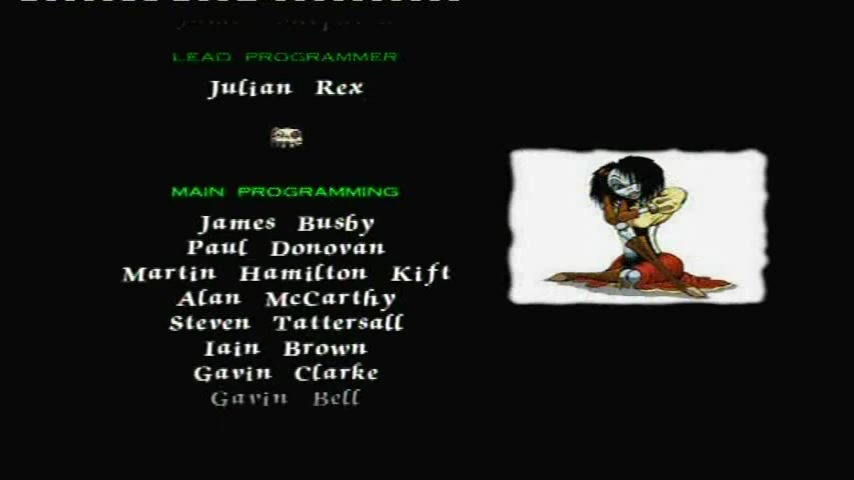 LEAD PROGRAMMER
Julian Rex
MAIN PROGRAMMING
James Busby
Paul Donovan
Martin Hamilton Kift
Alan McCarthy
Steven Tattersall
Iain Brown
Gavin Clarke
Gavin Bell